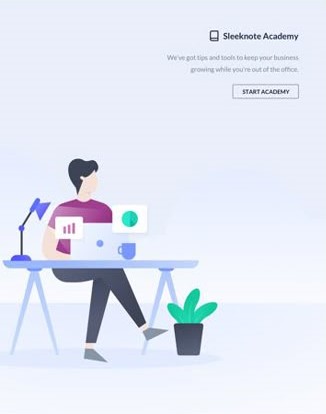 Sleeknote Academy
We've got tips and tools to keep your business
growing while you're out of the office.
START ACADEMY